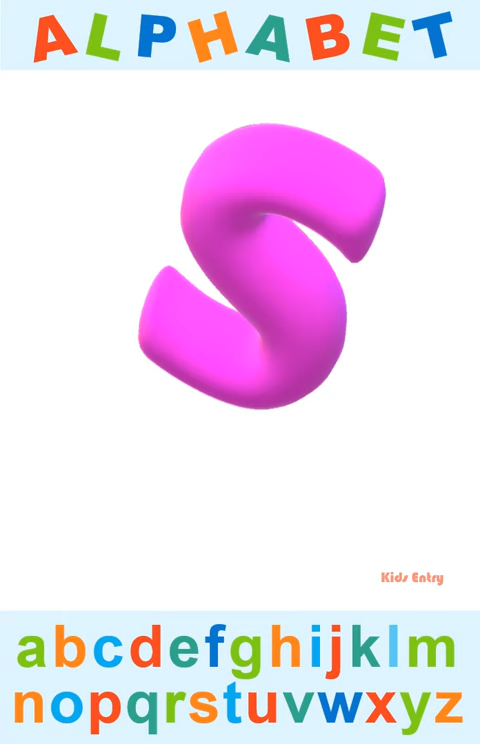 ALPHABET
S
Kids Entry
abcdefghijklm
nopqrstuvwxyz